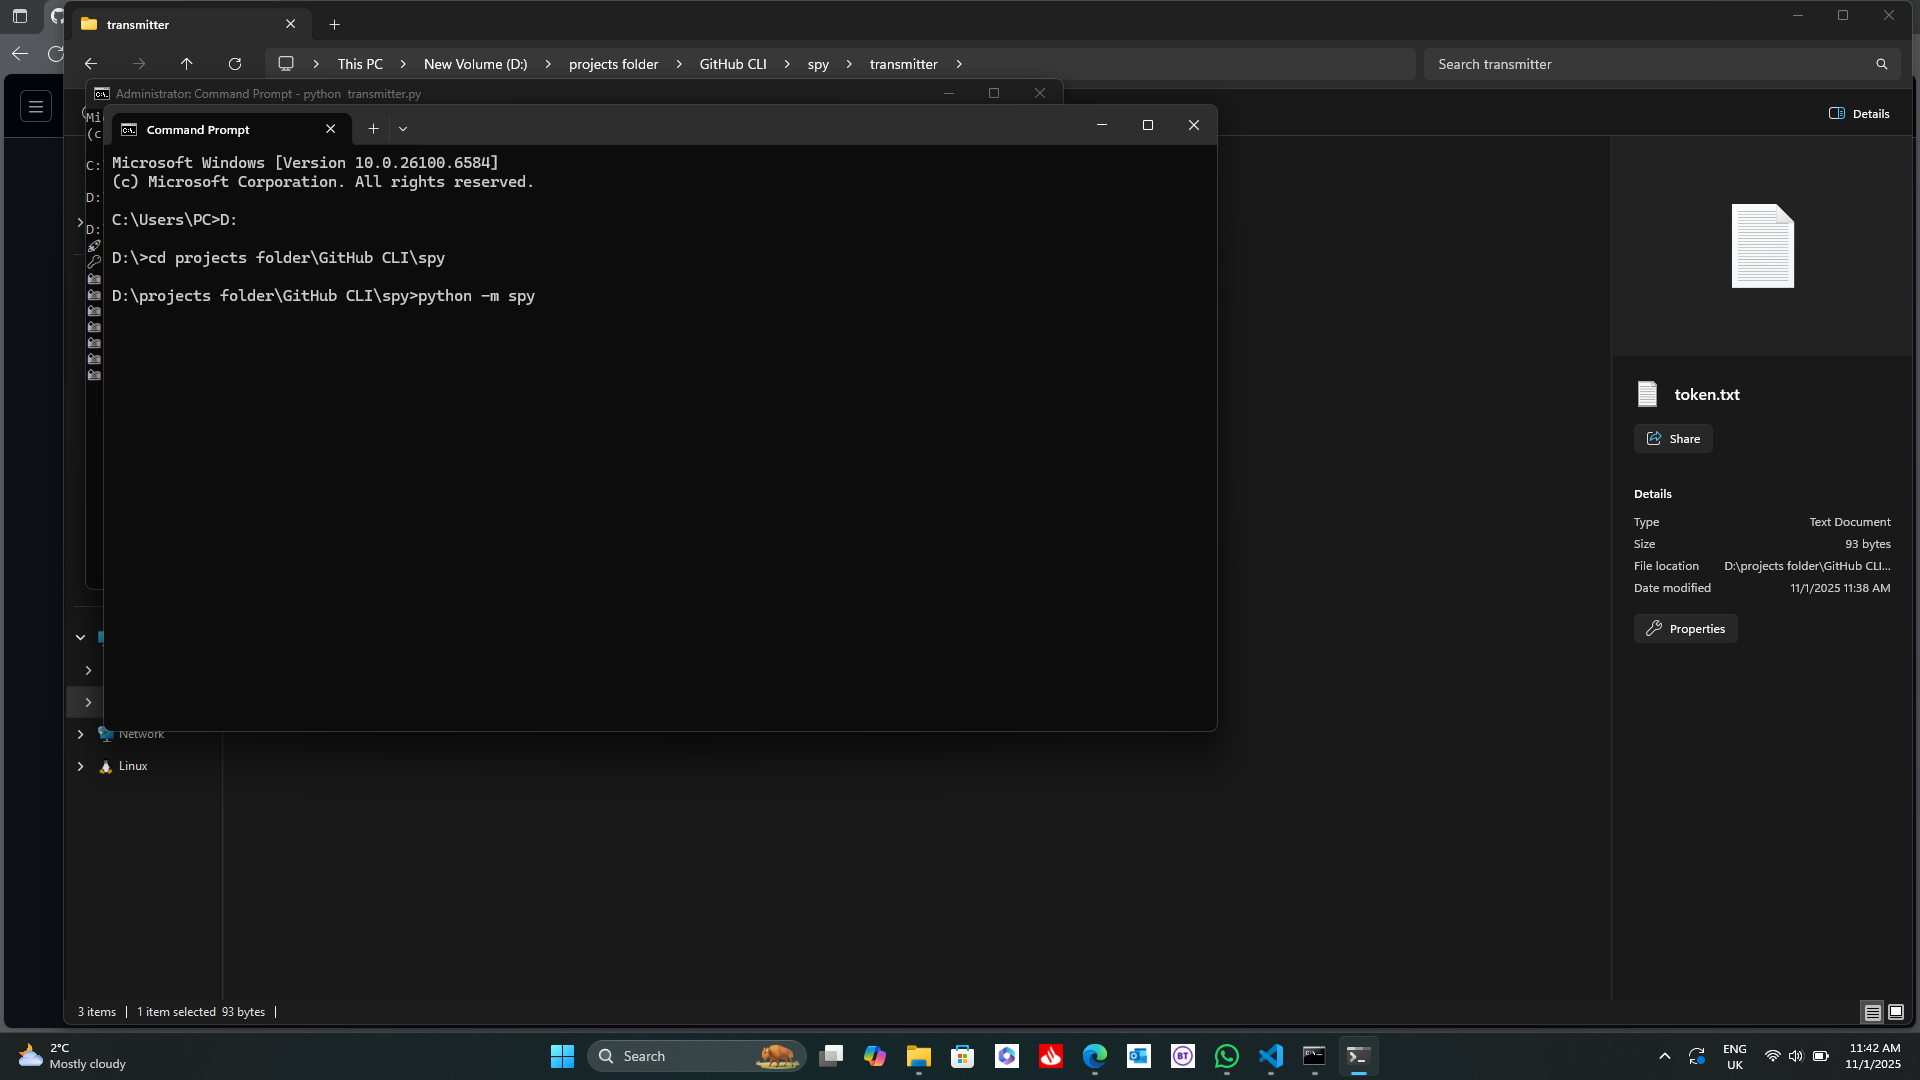 transmitter
This PC > New Volume (D:) > projects folder > GitHub CLI > spy > transmitter >
Search transmitter
Administrator: Command Prompt - python transmitter.py
Mi
(c
C:
D:
D:
Details
Command Prompt
Microsoft Windows [Version 10.0.26100.6584]
(c) Microsoft Corporation. All rights reserved.
C:\Users\PC>D:
D:\>cd projects folder\GitHub CLI\spy
D:\projects folder\GitHub CLI\spy>python -m spy
Network
Linux
token.txt
Share
Details
Type Text Document
Size 93 bytes
File location D:\projects folder\GitHub CLI...
Date modified 11/1/2025 11:38 AM
Properties
3 items | 1 item selected 93 bytes |
2°C
Mostly cloudy
Search
BT
ENG
UK
11:42 AM
11/1/2025